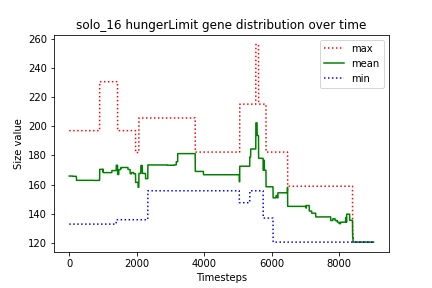 solo_16 hungerLimit gene distribution over time
Size value
260
240
220
200
180
160
140
120
max
mean
min
0
2000
4000
6000
8000
Timesteps